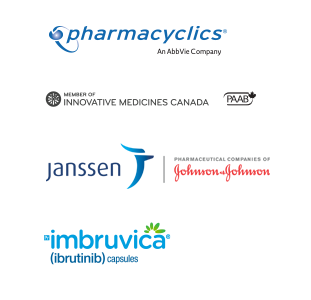 pharmacyclics®
An AbbVie Company
MEMBER OF
INNOVATIVE MEDICINES CANADA
PAAB
janssen
PHARMACEUTICAL COMPANIES OF
Johnson & Johnson
imbruvica®
(ibrutinib) capsules